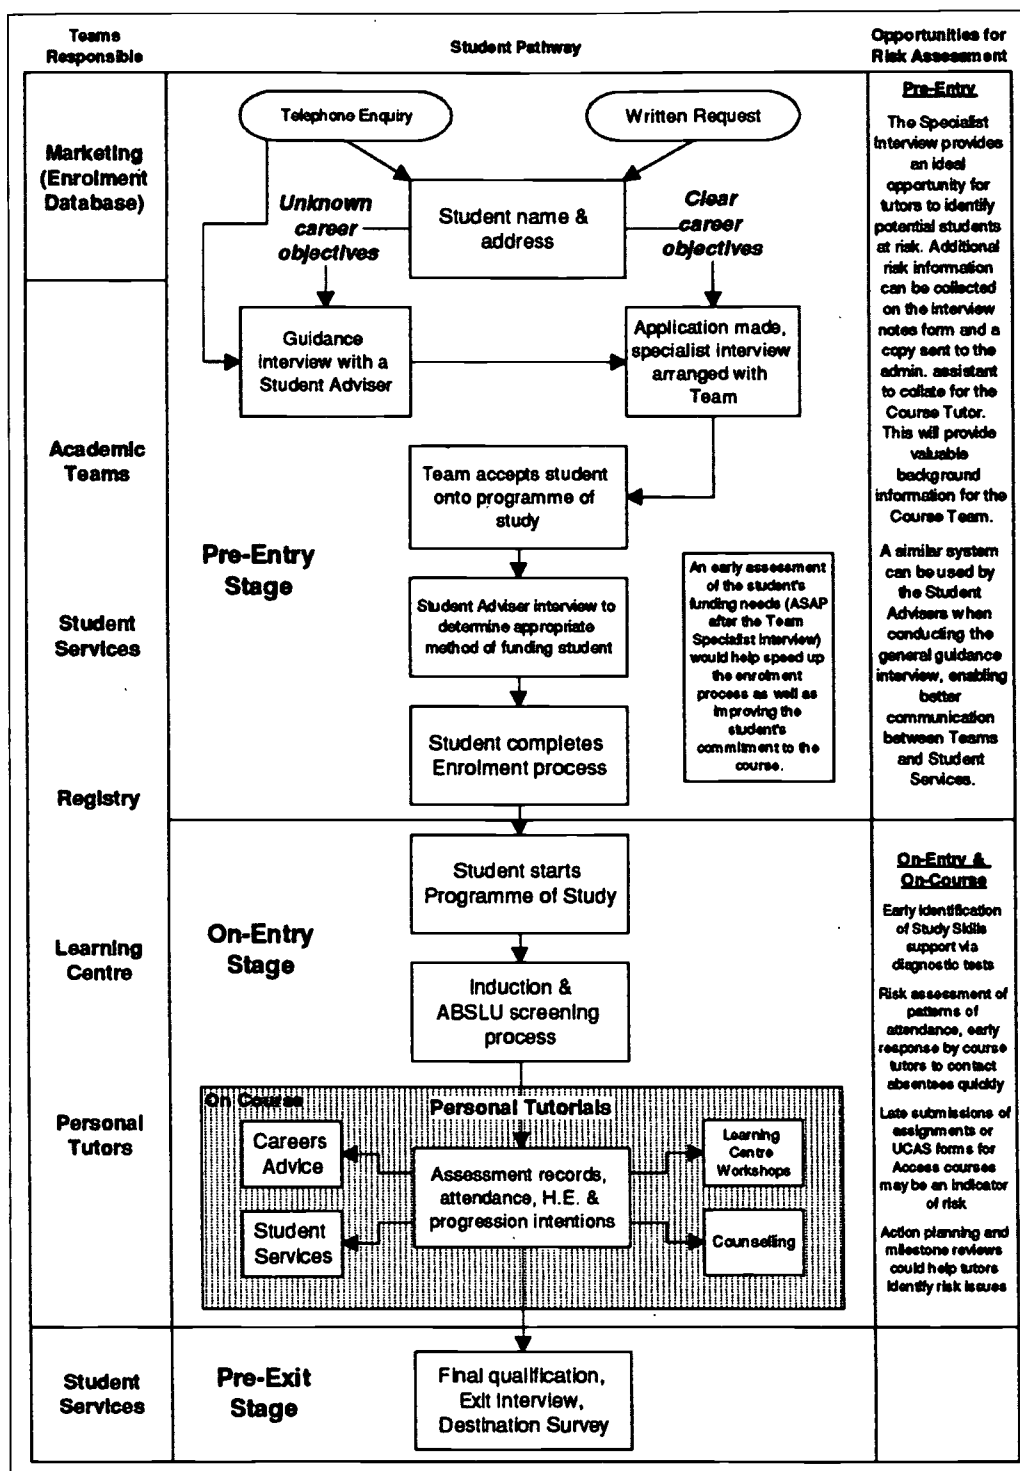 Teams
Responsible
Student Pathway
Opportunities for
Risk Assessment
Marketing
(Enrolment
Database)
Academic
Teams
Student
Services
Registry
Learning
Centre
Personal
Tutors
Student
Services
Telephone Enquiry
Written Request
Unknown
career
objectives
Student name &
address
Clear
career
objectives
Guidance
interview with a
Student Adviser
Application made,
specialist interview
arranged with
Team
Team accepts student
onto programme of
study
Pre-Entry
Stage
Student Adviser interview to
determine appropriate
method of funding student
An early assessment
of the student's
funding needs (ASAP
after the Team
Specialist Interview)
would help speed up
the enrolment
process as well as
improving the
student's
commitment to the
course.
Student completes
Enrolment process
Student starts
Programme of Study
On-Entry
Stage
Induction &
ABSLU screening
process
On Course
Personal Tutorials
Careers
Advice
Student
Services
Assessment records,
attendance, H.E. &
progression intentions
Learning
Centre
Workshops
Counselling
Pre-Exit
Stage
Final qualification,
Exit Interview,
Destination Survey
Pre-Entry
The Specialist
Interview provides
an ideal
opportunity for
tutors to identify
potential students
at risk. Additional
risk information
can be collected
on the interview
notes form and a
copy sent to the
admin. assistant
to collate for the
Course Tutor.
This will provide
valuable
background
information for the
Course Team.
A similar system
can be used by
the Student
Advisers when
conducting the
general guidance
interview, enabling
better
communication
between Teams
and Student
Services.
On-Entry &
On-Course
Early identification
of Study Skills
support via
diagnostic tests
Risk assessment of
patterns of
attendance, early
response by course
tutors to contact
absentees quickly
Late submissions of
assignments or
UCAS forms for
Access courses
may be an indicator
of risk
Action planning and
milestone reviews
could help tutors
identify risk issues